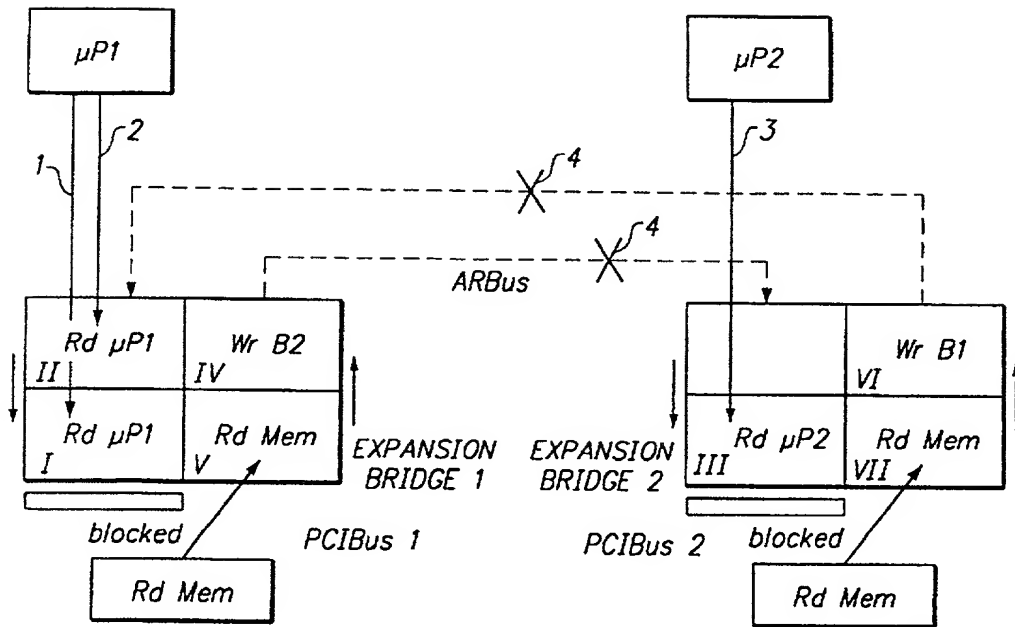 µP1
µP2
1
2
3
4
4
ARBus
Rd µP1
II
Wr B2
IV
Rd µP1
I
Rd Mem
V
EXPANSION
BRIDGE 1
EXPANSION
BRIDGE 2
Wr B1
VI
Rd µP2
III
Rd Mem
VII
blocked
PCIBus 1
PCIBus 2
blocked
Rd Mem
Rd Mem